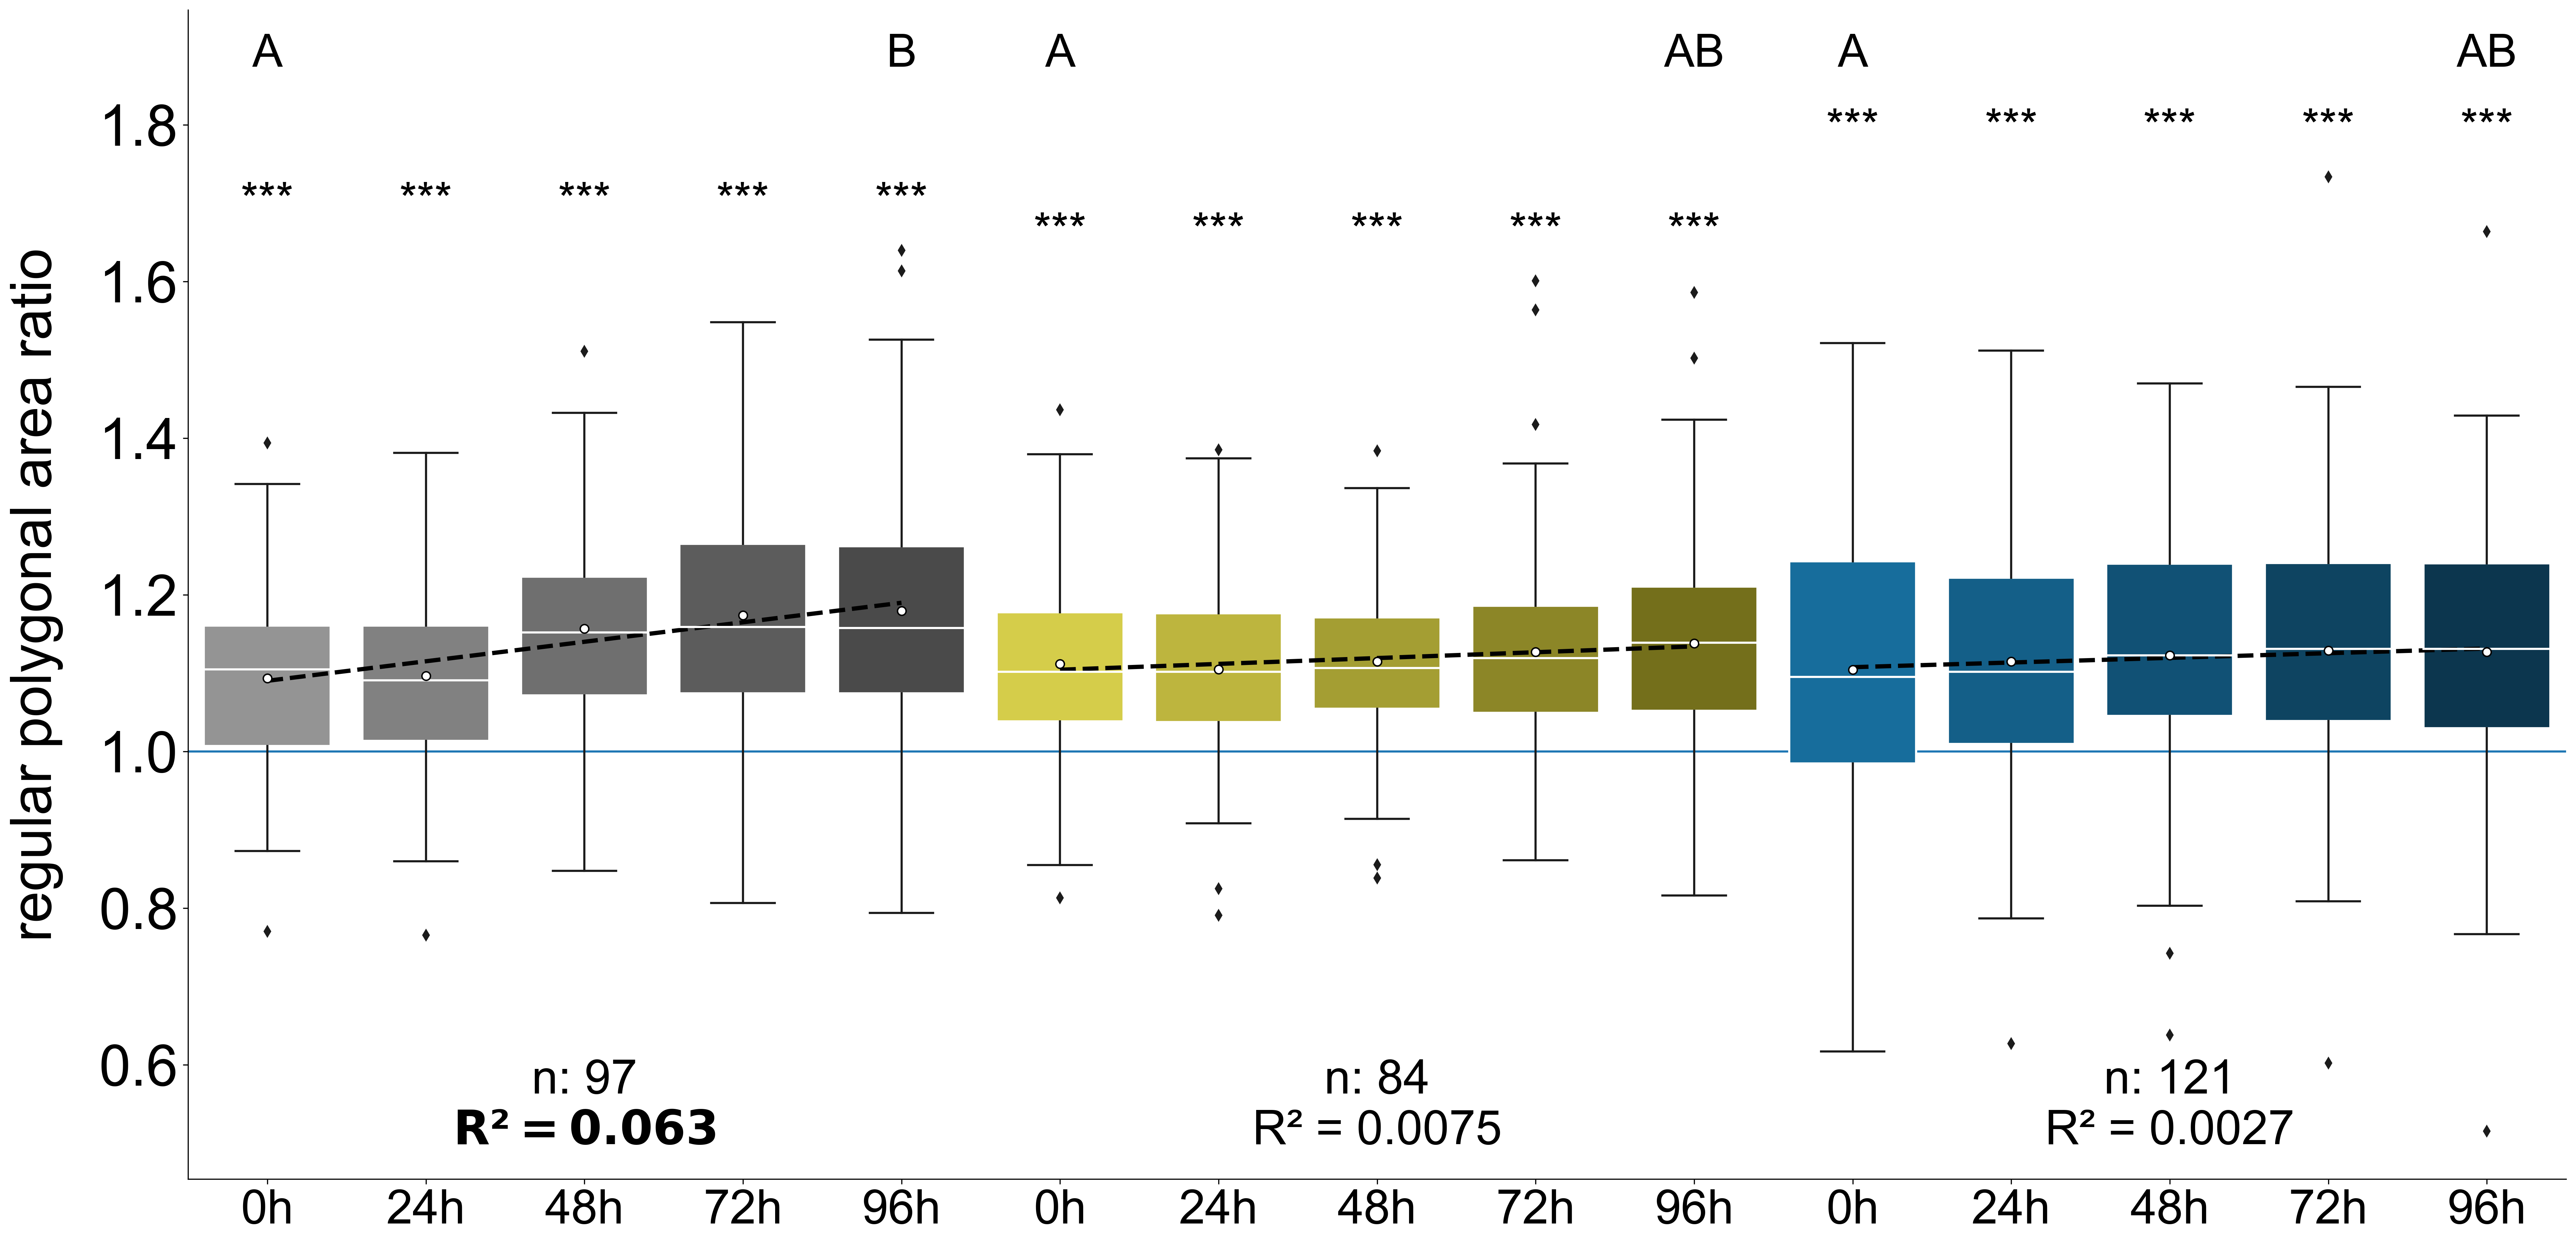 A B A AB A AB
*** *** *** *** ***
*** *** *** *** ***
*** *** *** *** ***
regular polygonal area ratio
1.8
1.6
1.4
1.2
1.0
0.8
0.6
n: 97 n: 84 n: 121
R² = 0.063 R² = 0.0075 R² = 0.0027
0h 24h 48h 72h 96h 0h 24h 48h 72h 96h 0h 24h 48h 72h 96h